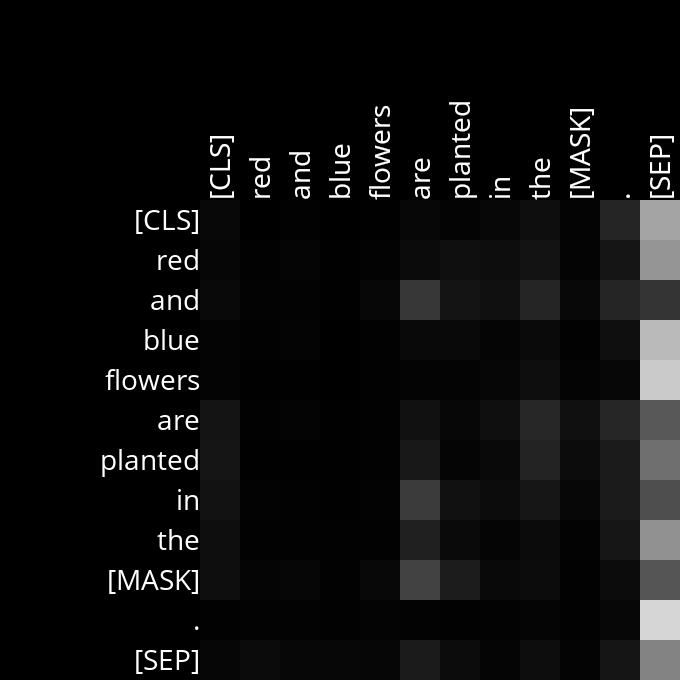 [CLS] red and blue flowers are planted in the [MASK] . [SEP]
[CLS]
red
and
blue
flowers
are
planted
in
the
[MASK]
.
[SEP]